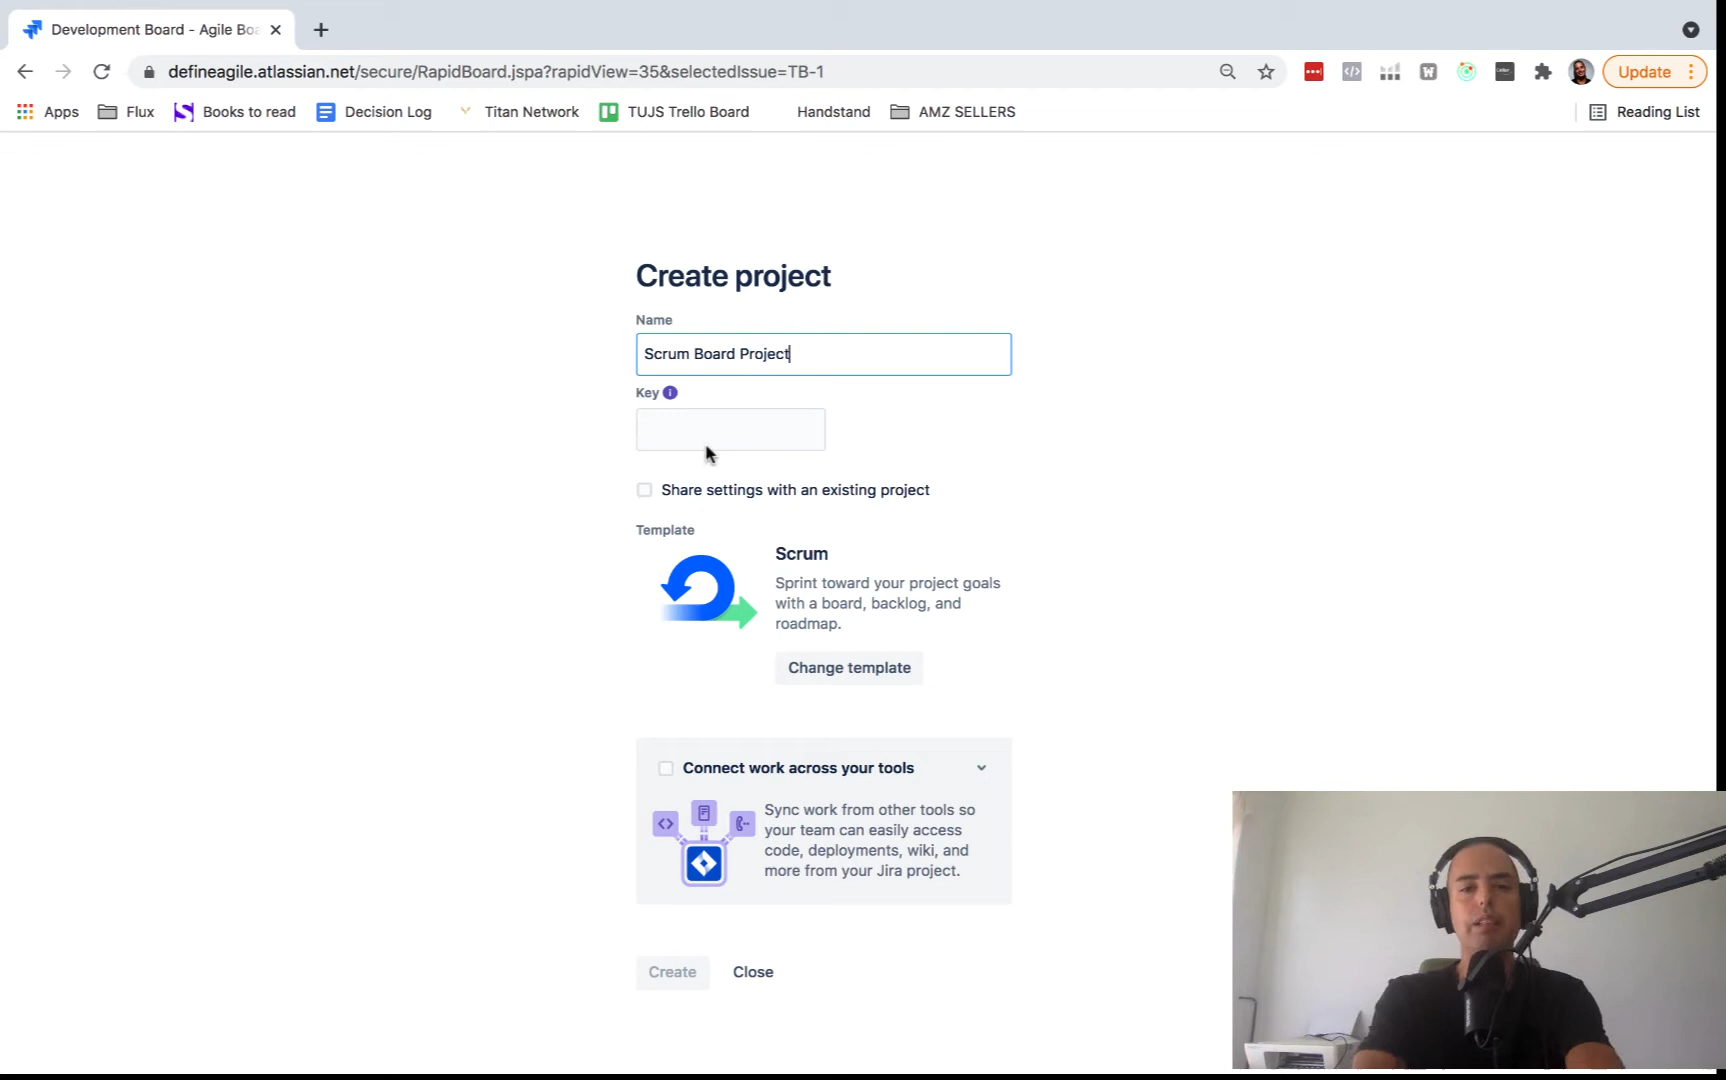 Development Board - Agile Boa
defineagile.atlassian.net/secure/RapidBoard.jspa?rapidView=35&selectedIssue=TB-1
Update
Apps
Flux
Books to read
Decision Log
Titan Network
TUJS Trello Board
Handstand
AMZ SELLERS
Reading List
Create project
Name
Scrum Board Project
Key
Share settings with an existing project
Template
Scrum
Sprint toward your project goals
with a board, backlog, and
roadmap.
Change template
Connect work across your tools
Sync work from other tools so
your team can easily access
code, deployments, wiki, and
more from your Jira project.
Create
Close